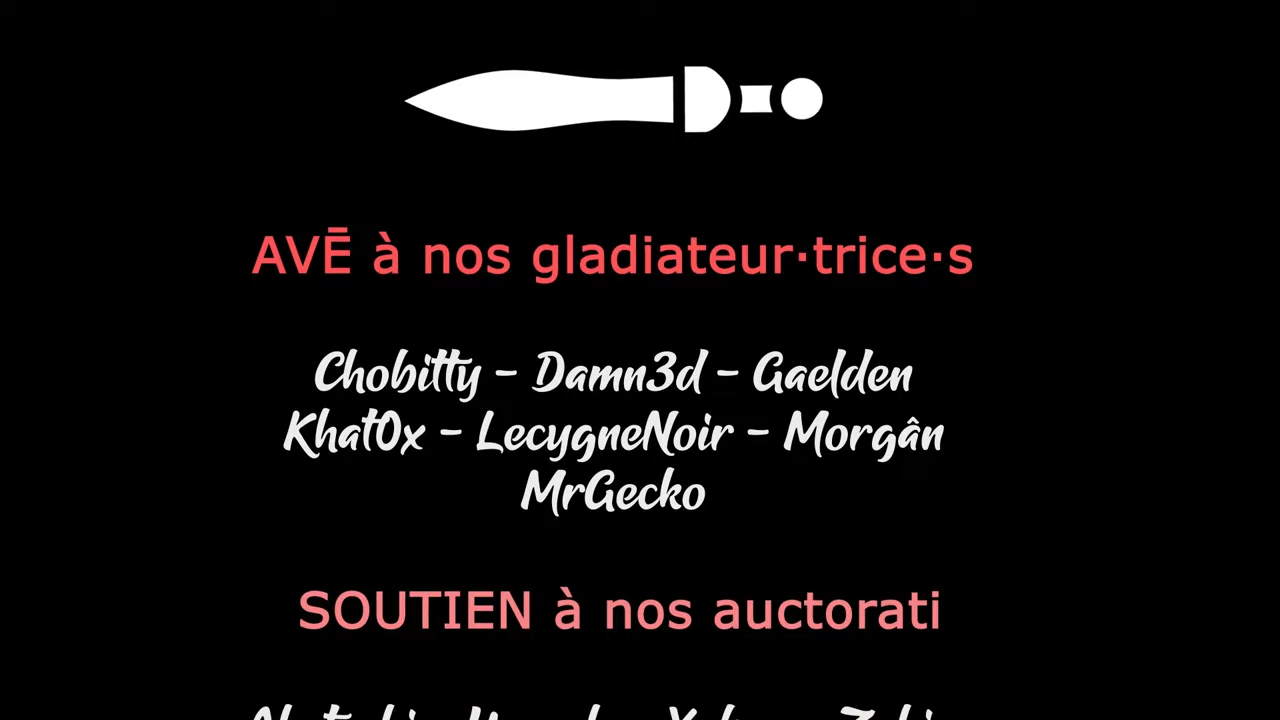 AVĒ à nos gladiateur·trice·s
Chobitty - Damn3d - Gaelden
Khat0x - LecygneNoir - Morgân
MrGecko
SOUTIEN à nos auctorati